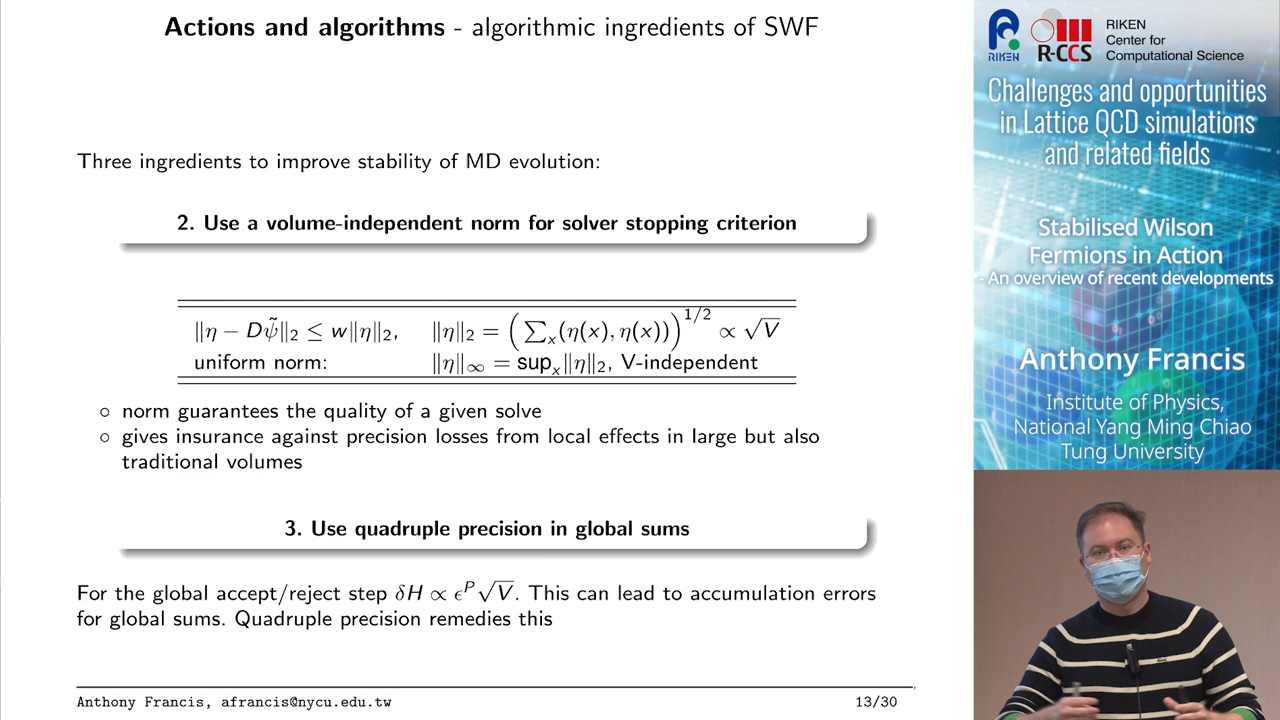 Actions and algorithms - algorithmic ingredients of SWF
Three ingredients to improve stability of MD evolution:
2. Use a volume-independent norm for solver stopping criterion
‖η − Dψ̃‖₂ ≤ w‖η‖₂, ‖η‖₂ = (∑ₓ(η(x), η(x)))^{1/2} ∝ √V
uniform norm: ‖η‖∞ = supₓ‖η‖₂, V-independent
◦ norm guarantees the quality of a given solve
◦ gives insurance against precision losses from local effects in large but also
traditional volumes
3. Use quadruple precision in global sums
For the global accept/reject step δH ∝ ϵ^P √V. This can lead to accumulation errors
for global sums. Quadruple precision remedies this
Anthony Francis, afrancis@nycu.edu.tw 13/30
RIKEN
R-CCS
RIKEN
Center for
Computational Science
Challenges and opportunities
in Lattice QCD simulations
and related fields
Stabilised Wilson
Fermions in Action
- An overview of recent developments
Anthony Francis
Institute of Physics,
National Yang Ming Chiao
Tung University